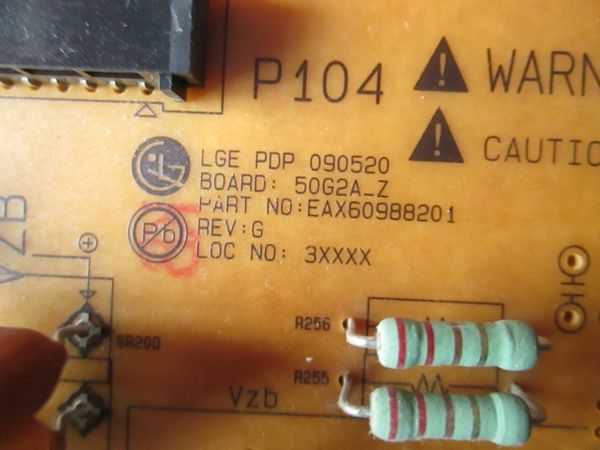 P104
WARN
CAUTIO
LGE PDP 090520
BOARD: 50G2A_Z
PART NO:EAX60988201
REV:G
LOC NO: 3XXXX
LG
Pb
VZB
R256
GR200
R255
Vzb